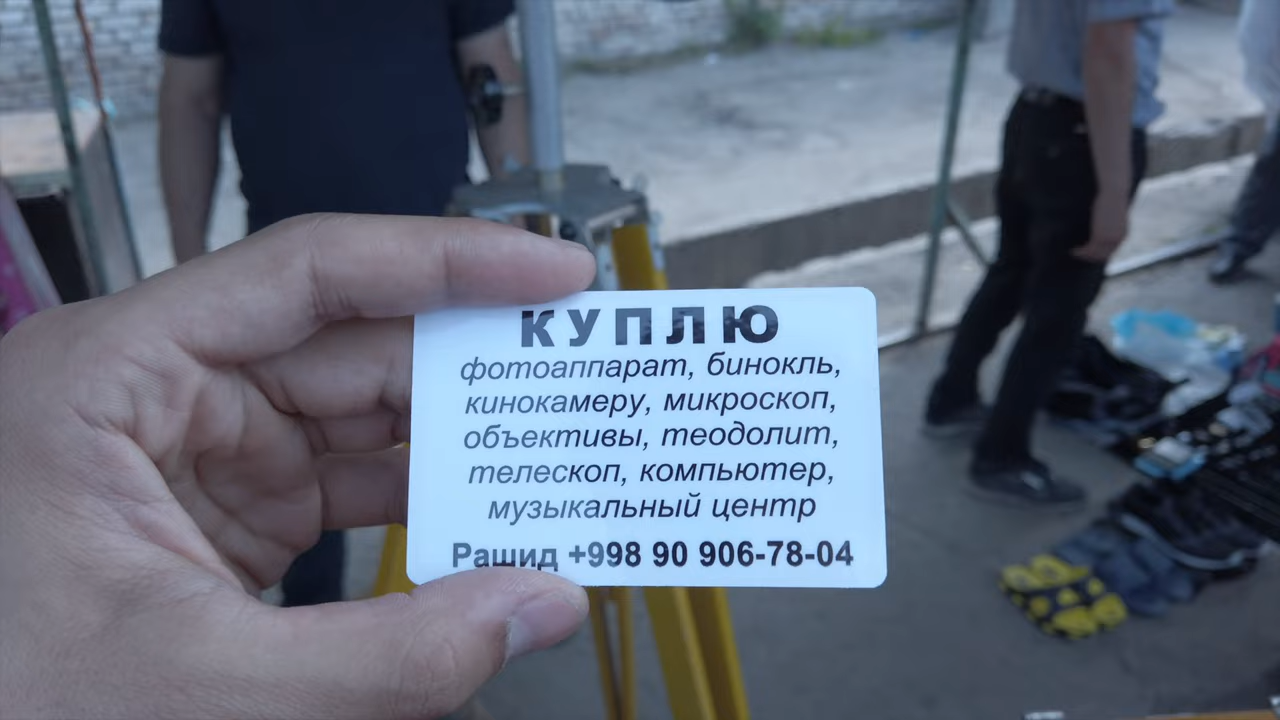 КУПЛЮ
фотоаппарат, бинокль,
кинокамеру, микроскоп,
объективы, теодолит,
телескоп, компьютер,
музыкальный центр
Рашид +998 90 906-78-04